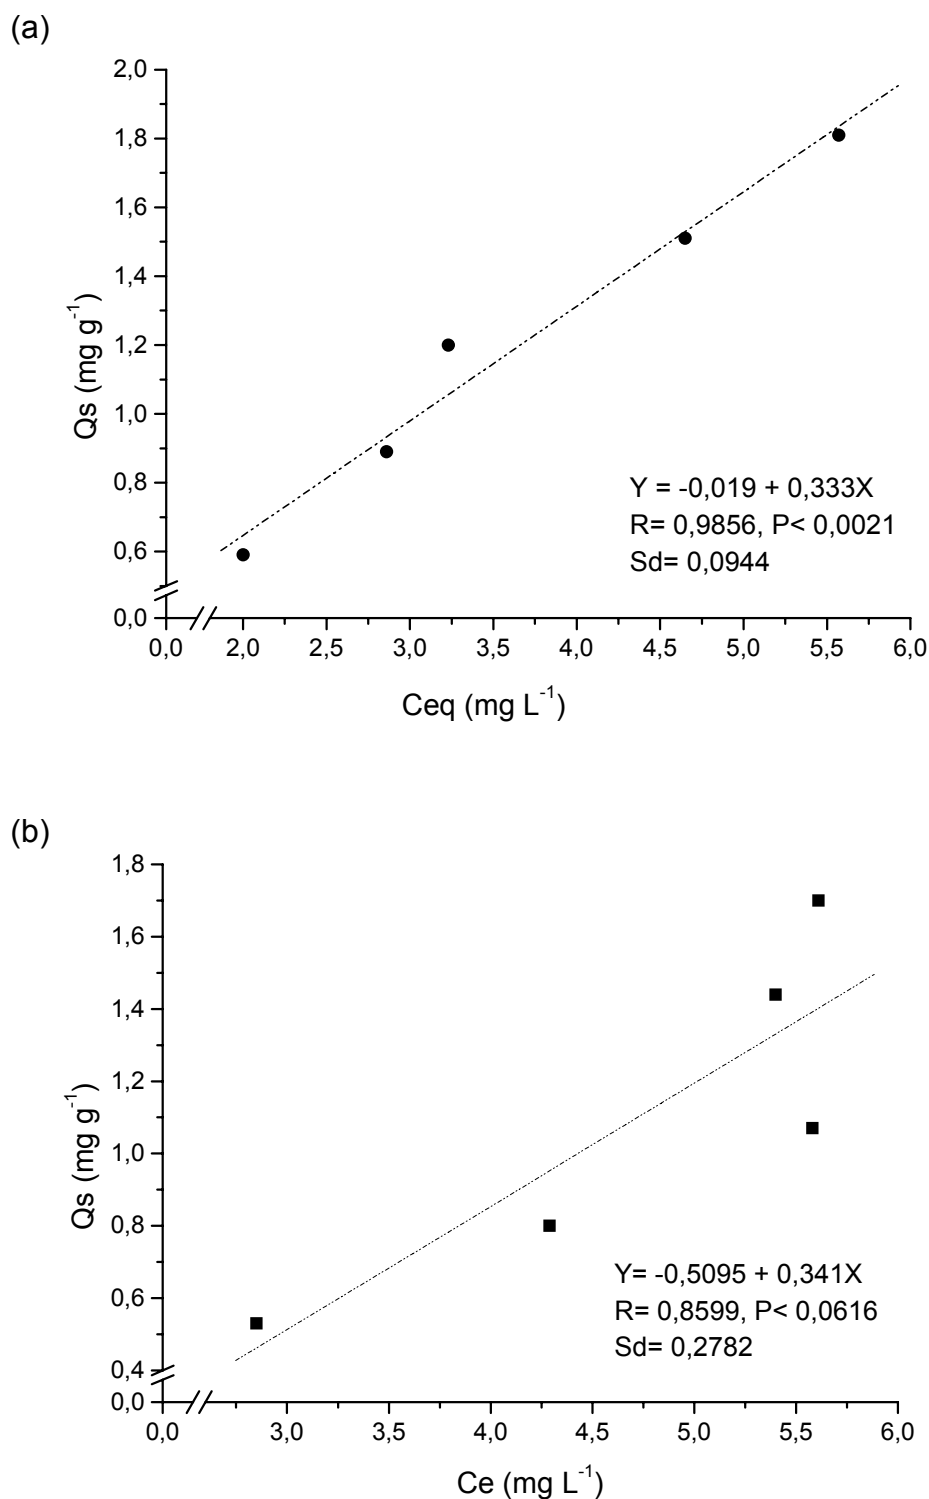 (a)
2,0
1,8
1,6
1,4
1,2
1,0
0,8
0,6
0,0
Qs (mg g-1)
Y = -0,019 + 0,333X
R= 0,9856, P< 0,0021
Sd= 0,0944
0,0 2,0 2,5 3,0 3,5 4,0 4,5 5,0 5,5 6,0
Ceq (mg L-1)
(b)
1,8
1,6
1,4
1,2
1,0
0,8
0,6
0,4
0,0
Qs (mg g-1)
Y= -0,5095 + 0,341X
R= 0,8599, P< 0,0616
Sd= 0,2782
0,0 3,0 3,5 4,0 4,5 5,0 5,5 6,0
Ce (mg L-1)